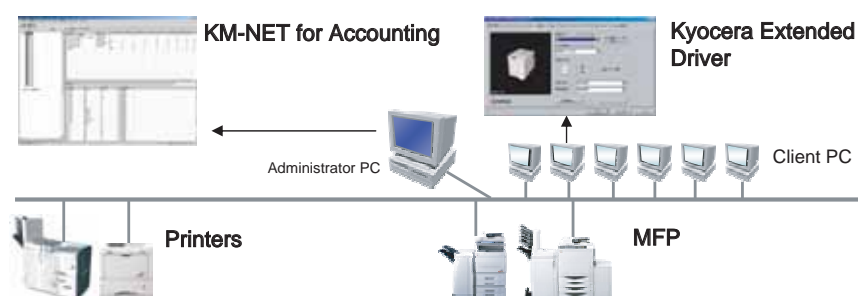 KM-NET for Accounting
Kyocera Extended
Driver
Administrator PC
Client PC
Printers
MFP